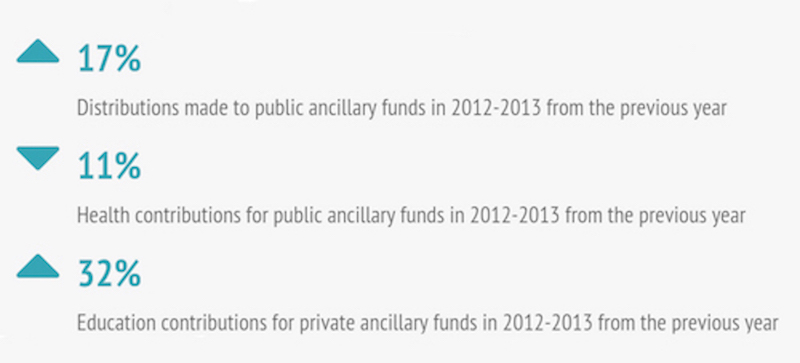 17%
Distributions made to public ancillary funds in 2012-2013 from the previous year
11%
Health contributions for public ancillary funds in 2012-2013 from the previous year
32%
Education contributions for private ancillary funds in 2012-2013 from the previous year